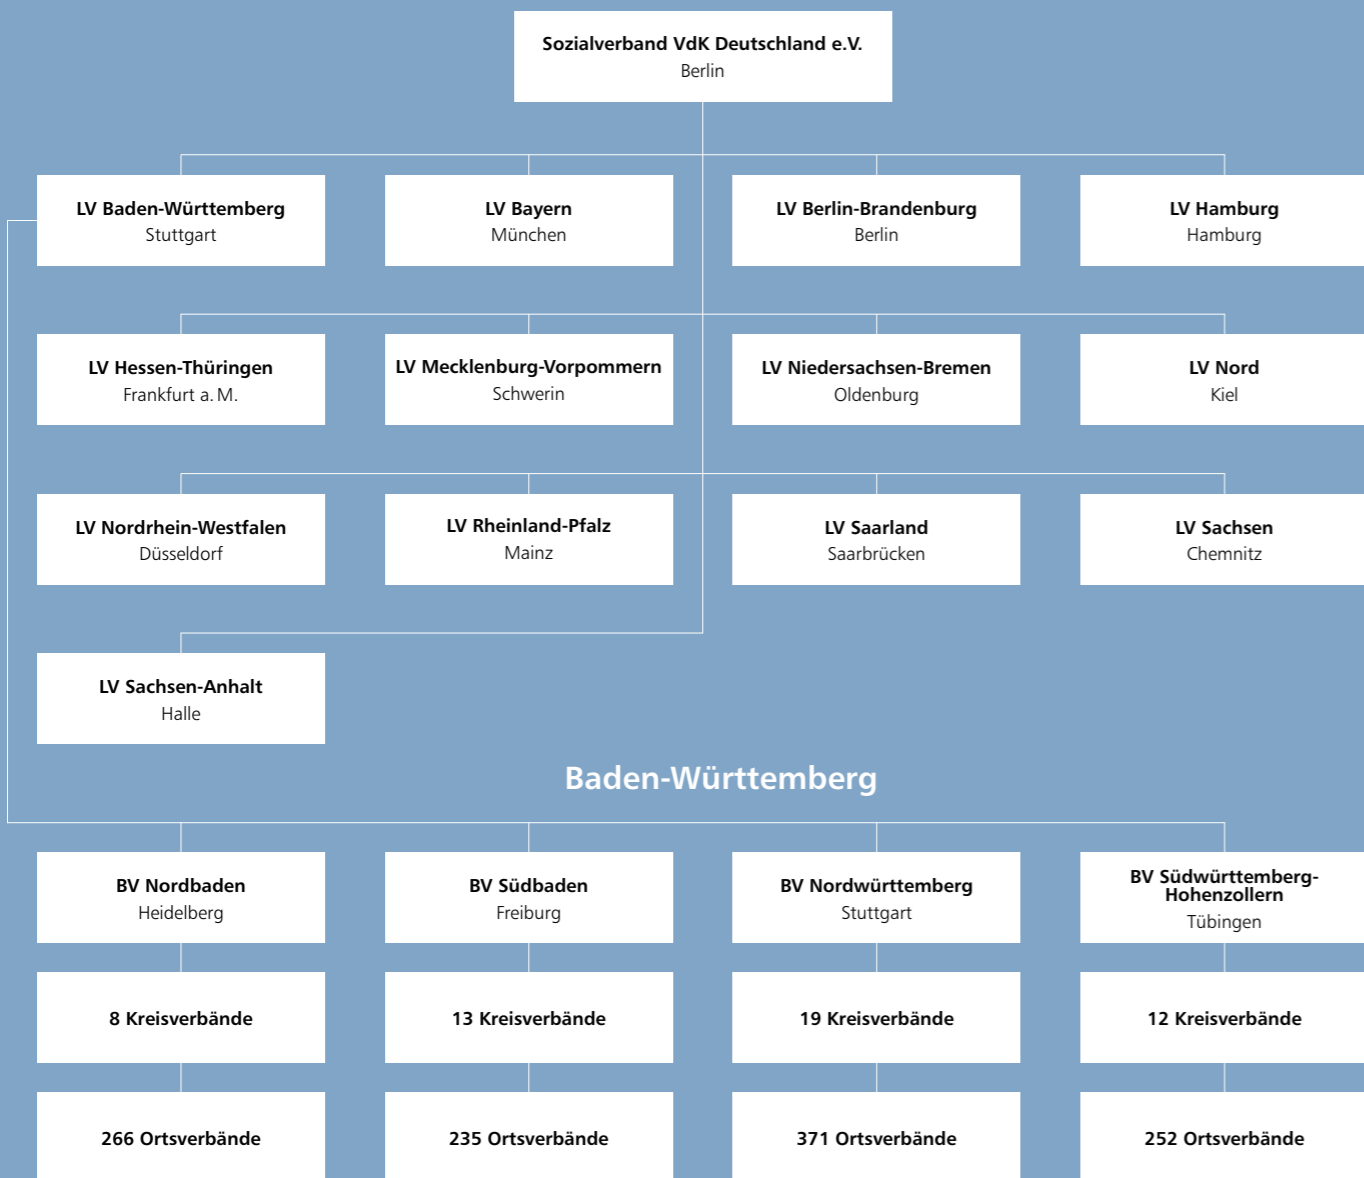 Sozialverband VdK Deutschland e.V.
Berlin
LV Baden-Württemberg
Stuttgart
LV Bayern
München
LV Berlin-Brandenburg
Berlin
LV Hamburg
Hamburg
LV Hessen-Thüringen
Frankfurt a. M.
LV Mecklenburg-Vorpommern
Schwerin
LV Niedersachsen-Bremen
Oldenburg
LV Nord
Kiel
LV Nordrhein-Westfalen
Düsseldorf
LV Rheinland-Pfalz
Mainz
LV Saarland
Saarbrücken
LV Sachsen
Chemnitz
LV Sachsen-Anhalt
Halle
Baden-Württemberg
BV Nordbaden
Heidelberg
BV Südbaden
Freiburg
BV Nordwürttemberg
Stuttgart
BV Südwürttemberg-
Hohenzollern
Tübingen
8 Kreisverbände
13 Kreisverbände
19 Kreisverbände
12 Kreisverbände
266 Ortsverbände
235 Ortsverbände
371 Ortsverbände
252 Ortsverbände